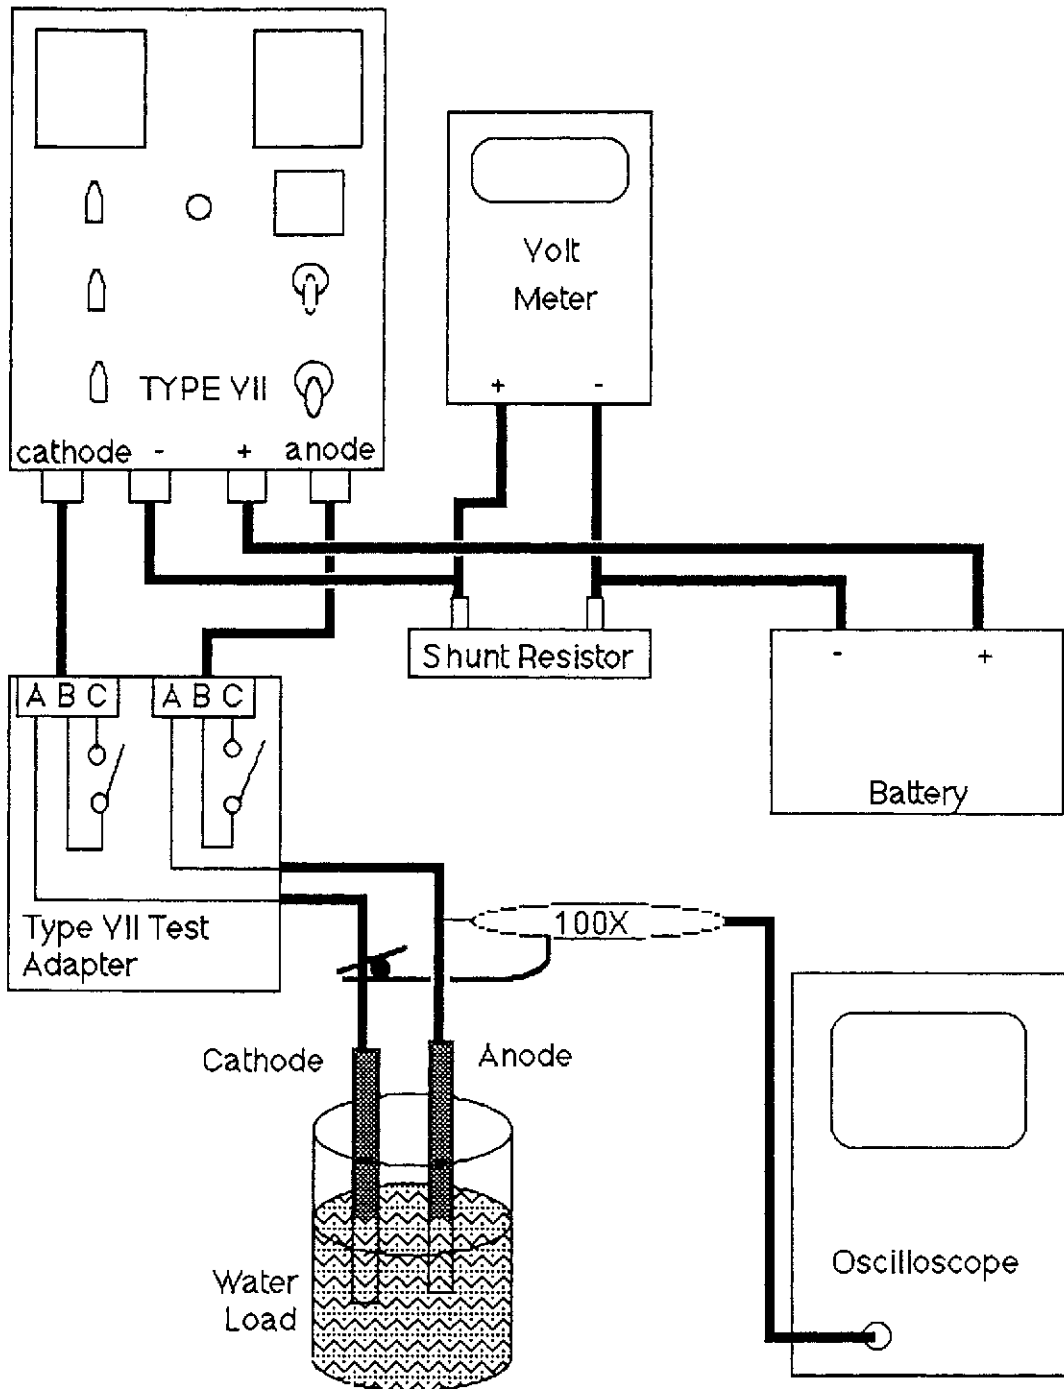 Volt
Meter
+ -
TYPE VII
cathode - + anode
Shunt Resistor
- +
Battery
A B C A B C
Type VII Test
Adapter
100X
Cathode
Anode
Water
Load
Oscilloscope